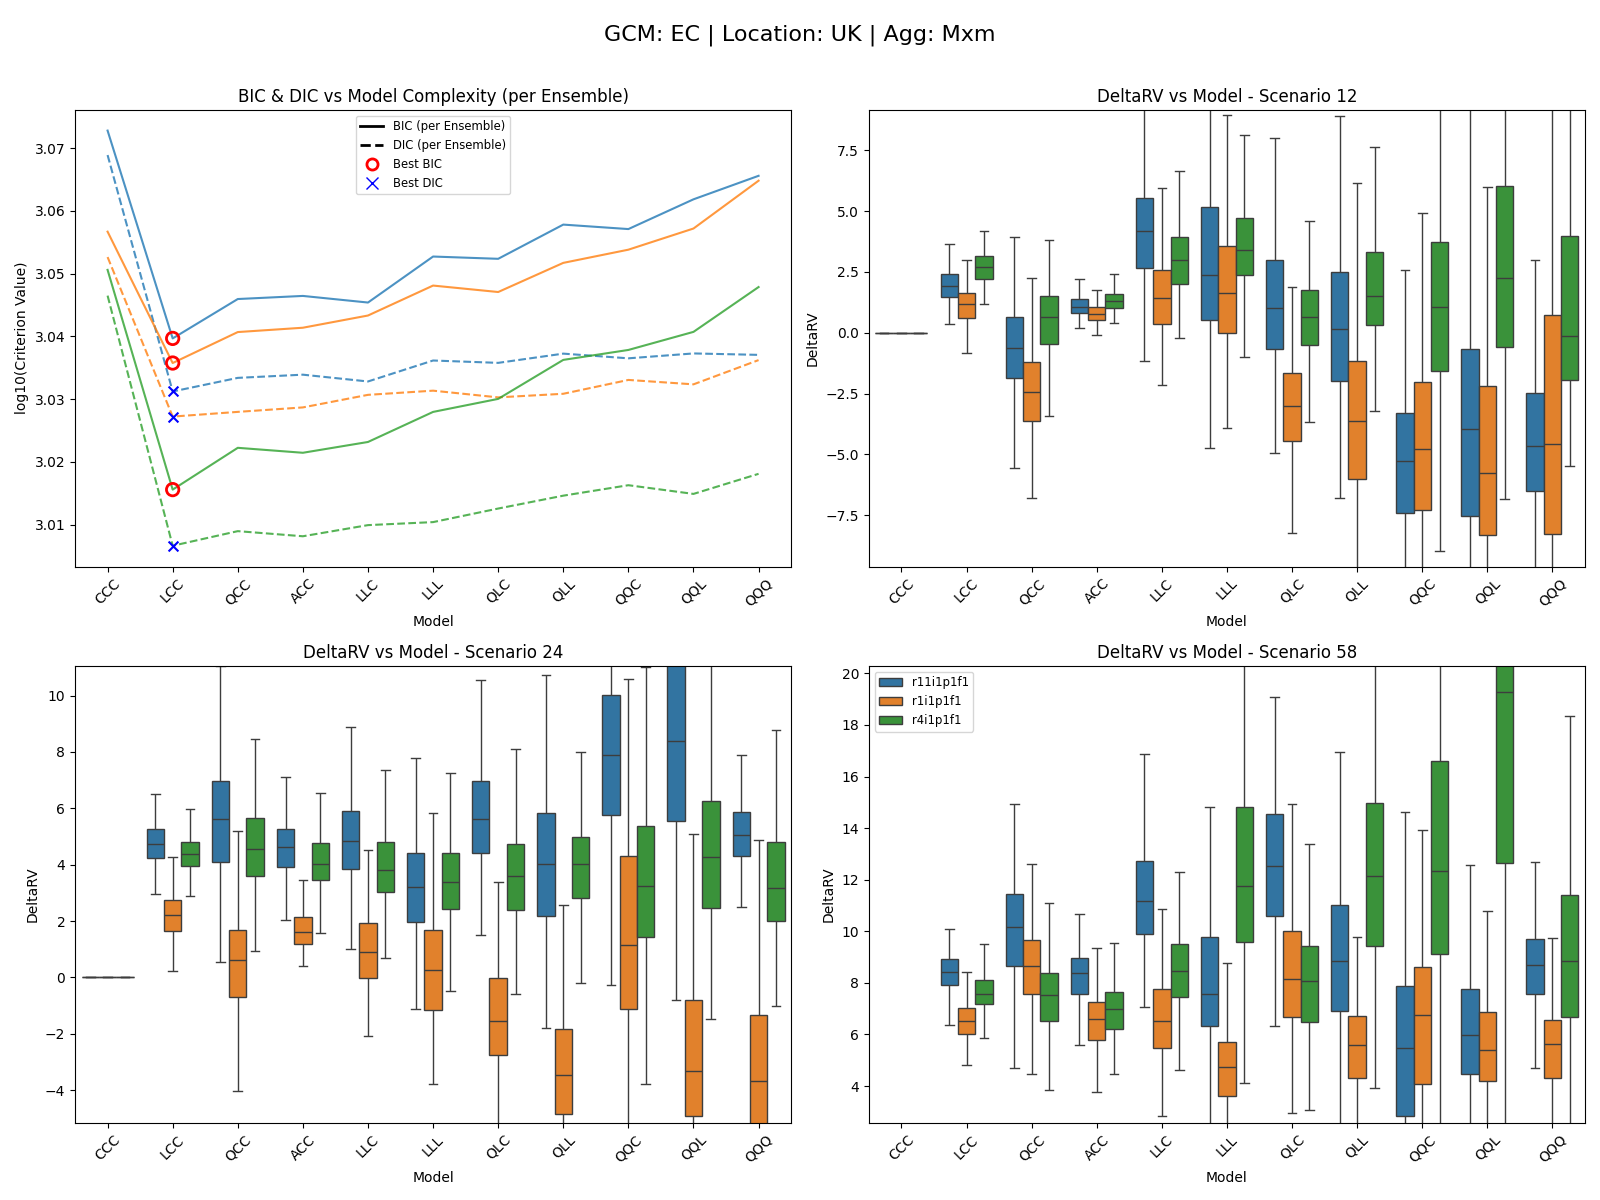 GCM: EC | Location: UK | Agg: Mxm
BIC & DIC vs Model Complexity (per Ensemble)
log10(Criterion Value)
3.07
3.06
3.05
3.04
3.03
3.02
3.01
BIC (per Ensemble)
DIC (per Ensemble)
Best BIC
Best DIC
CCC LCC QCC ACC LLC LLL QLC QLL QQC QQL QQQ
Model
DeltaRV vs Model - Scenario 12
DeltaRV
7.5
5.0
2.5
0.0
−2.5
−5.0
−7.5
CCC LCC QCC ACC LLC LLL QLC QLL QQC QQL QQQ
Model
DeltaRV vs Model - Scenario 24
DeltaRV
10
8
6
4
2
0
−2
−4
CCC LCC QCC ACC LLC LLL QLC QLL QQC QQL QQQ
Model
DeltaRV vs Model - Scenario 58
DeltaRV
20
18
16
14
12
10
8
6
4
r11i1p1f1
r1i1p1f1
r4i1p1f1
CCC LCC QCC ACC LLC LLL QLC QLL QQC QQL QQQ
Model